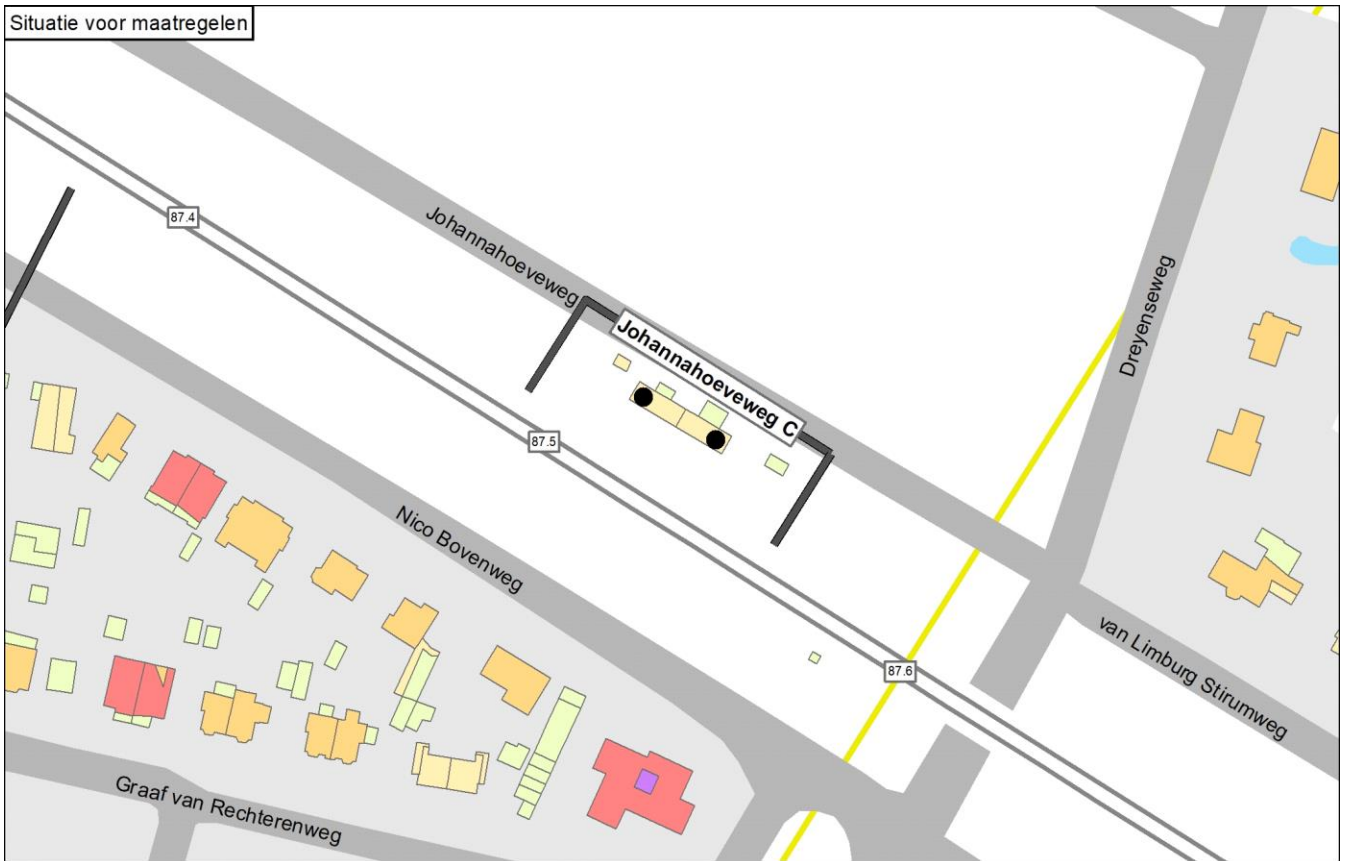 Situatie voor maatregelen
87.4
Johannahoeveweg
Johannahoeveweg C
Dreyenseweg
87.5
Nico Bovenweg
87.6
van Limburg Stirumweg
Graaf van Rechterenweg